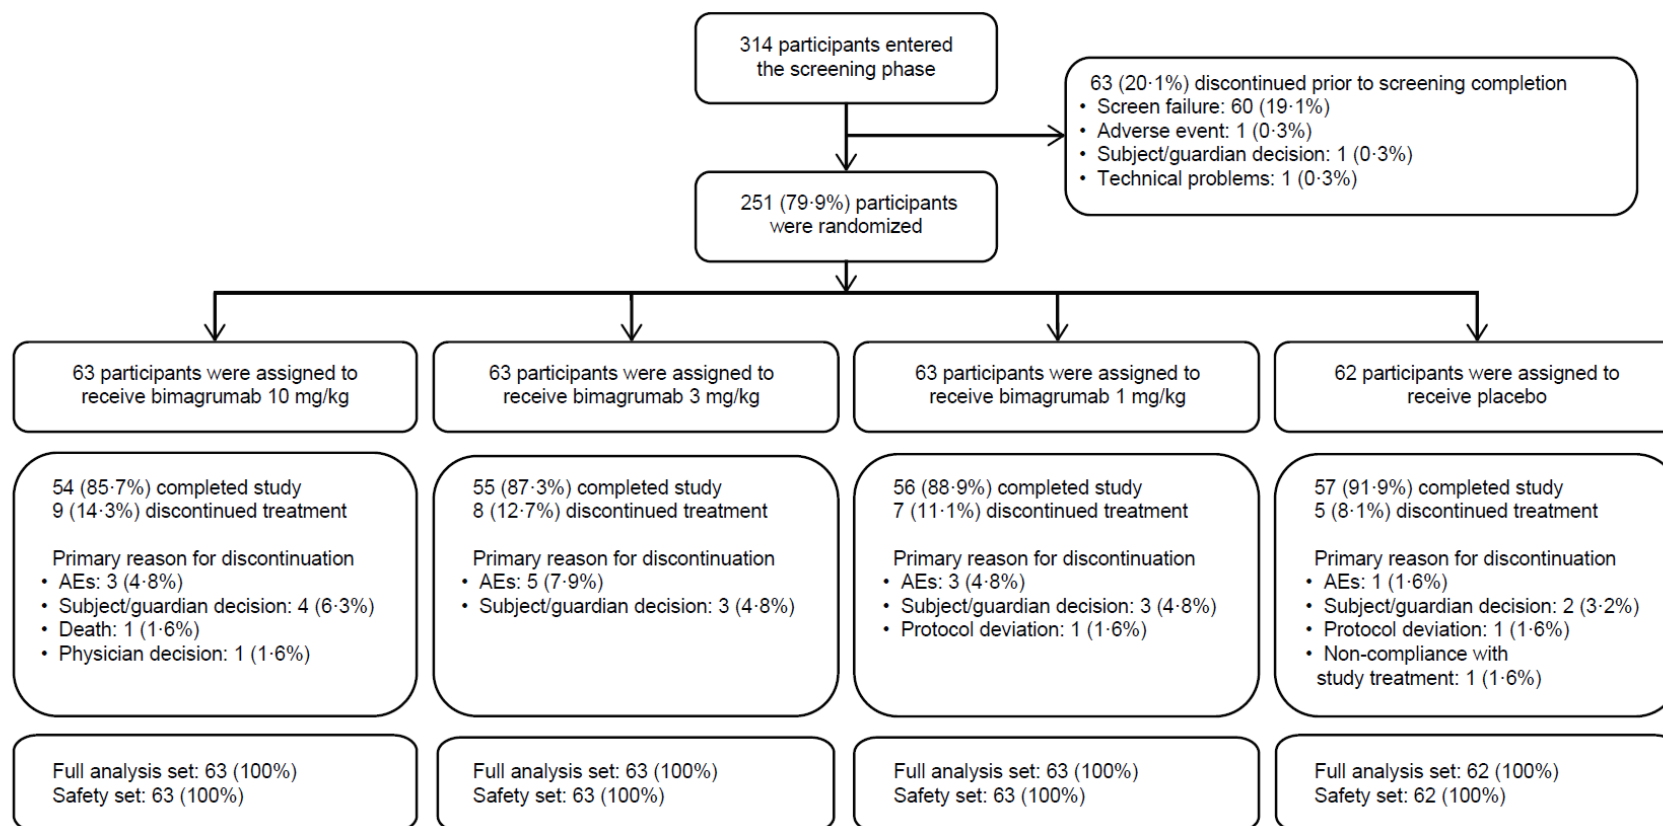 314 participants entered
the screening phase
63 (20·1%) discontinued prior to screening completion
• Screen failure: 60 (19·1%)
• Adverse event: 1 (0·3%)
• Subject/guardian decision: 1 (0·3%)
• Technical problems: 1 (0·3%)
251 (79·9%) participants
were randomized
63 participants were assigned to
receive bimagrumab 10 mg/kg
63 participants were assigned to
receive bimagrumab 3 mg/kg
63 participants were assigned to
receive bimagrumab 1 mg/kg
62 participants were assigned to
receive placebo
54 (85·7%) completed study
9 (14·3%) discontinued treatment
Primary reason for discontinuation
• AEs: 3 (4·8%)
• Subject/guardian decision: 4 (6·3%)
• Death: 1 (1·6%)
• Physician decision: 1 (1·6%)
55 (87·3%) completed study
8 (12·7%) discontinued treatment
Primary reason for discontinuation
• AEs: 5 (7·9%)
• Subject/guardian decision: 3 (4·8%)
56 (88·9%) completed study
7 (11·1%) discontinued treatment
Primary reason for discontinuation
• AEs: 3 (4·8%)
• Subject/guardian decision: 3 (4·8%)
• Protocol deviation: 1 (1·6%)
57 (91·9%) completed study
5 (8·1%) discontinued treatment
Primary reason for discontinuation
• AEs: 1 (1·6%)
• Subject/guardian decision: 2 (3·2%)
• Protocol deviation: 1 (1·6%)
• Non-compliance with
study treatment: 1 (1·6%)
Full analysis set: 63 (100%)
Safety set: 63 (100%)
Full analysis set: 63 (100%)
Safety set: 63 (100%)
Full analysis set: 63 (100%)
Safety set: 63 (100%)
Full analysis set: 62 (100%)
Safety set: 62 (100%)